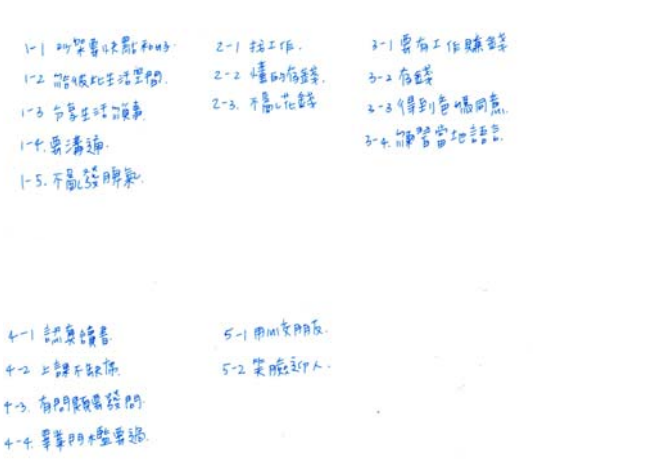 1-1 吵架要快點和好.
1-2 給彼此生活空間.
1-3 分享生活瑣事
1-4. 要溝通.
1-5. 不亂發脾氣.
2-1 找工作.
2-2 懂的存錢.
2-3. 不亂花錢
3-1 要有工作賺錢
3-2 存錢
3-3 得到爸媽同意.
3-4. 練習當地語言.
4-1 認真讀書
4-2 上課不缺席.
4-3. 有問題要發問.
4-4. 畢業門檻要過.
5-1 用心交朋友.
5-2 笑臉迎人.